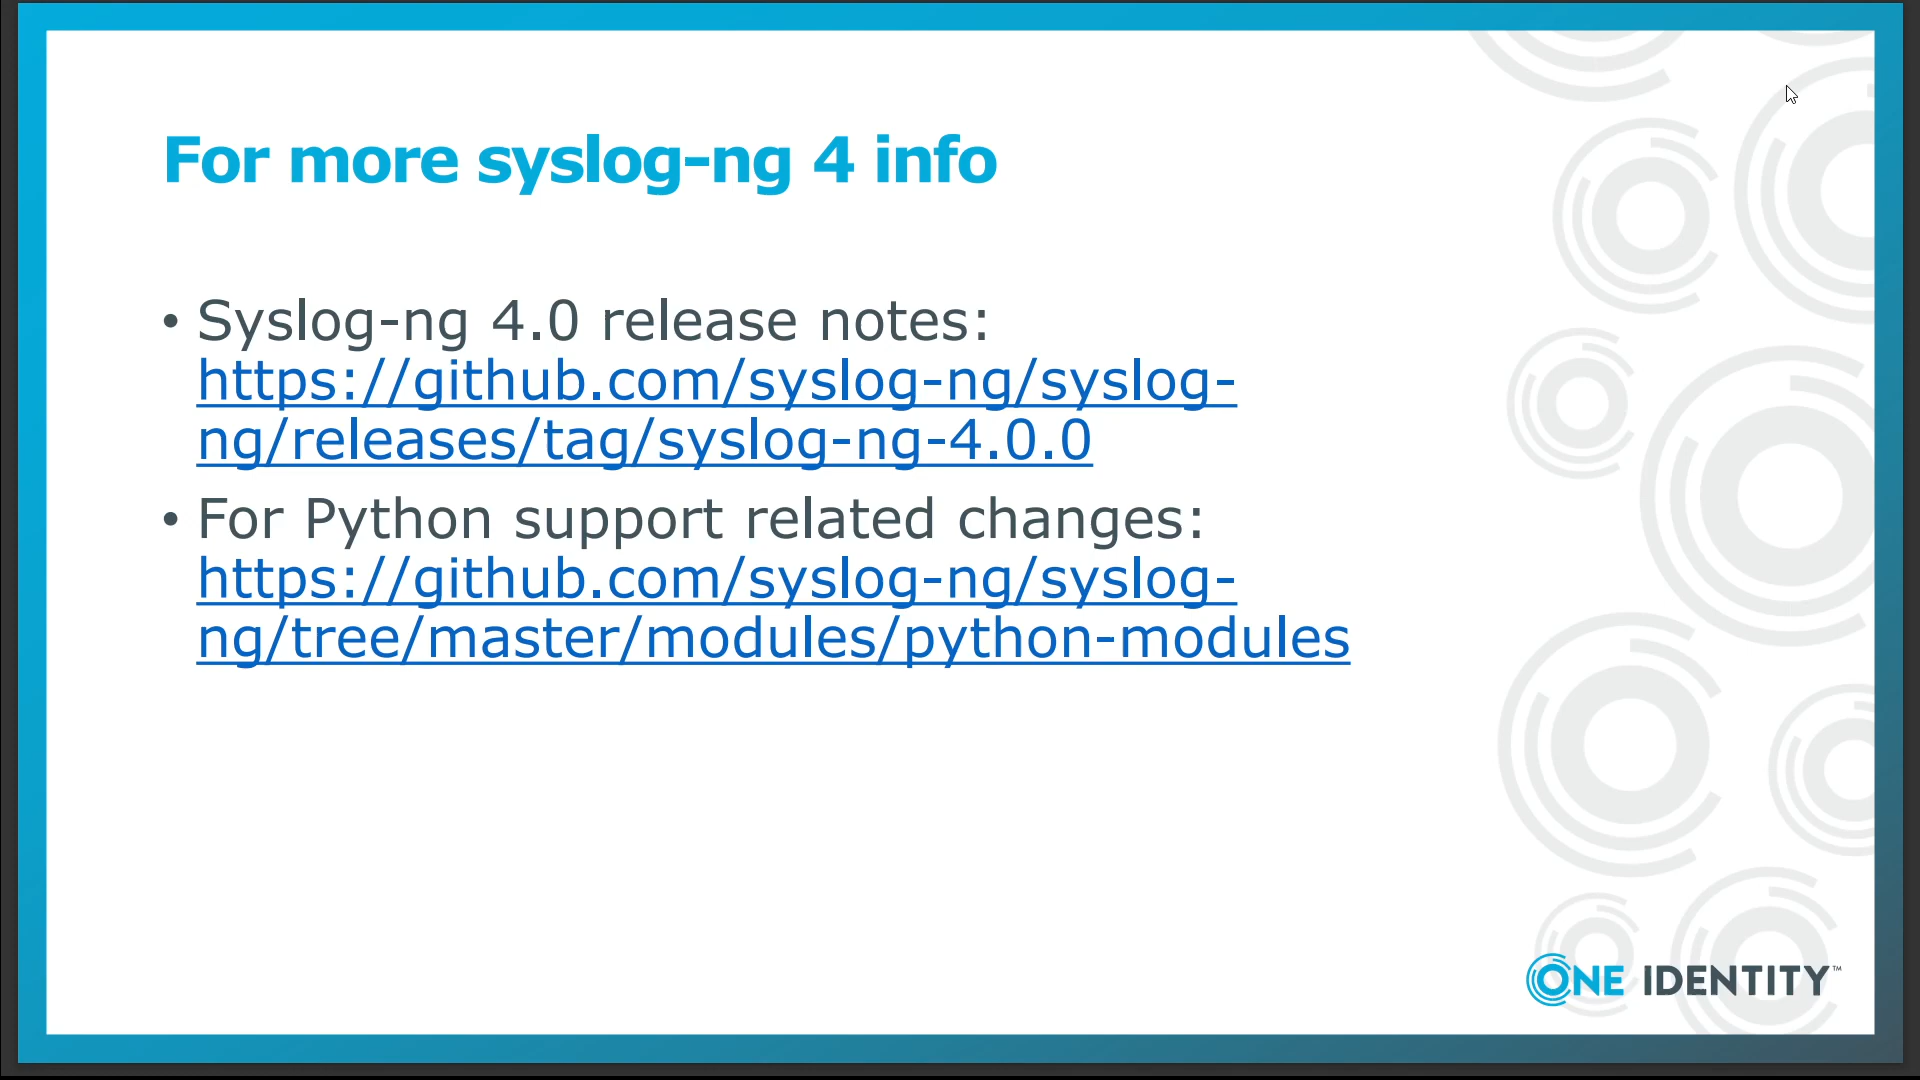 For more syslog-ng 4 info
• Syslog-ng 4.0 release notes:
https://github.com/syslog-ng/syslog-
ng/releases/tag/syslog-ng-4.0.0
• For Python support related changes:
https://github.com/syslog-ng/syslog-
ng/tree/master/modules/python-modules
ONE IDENTITY™